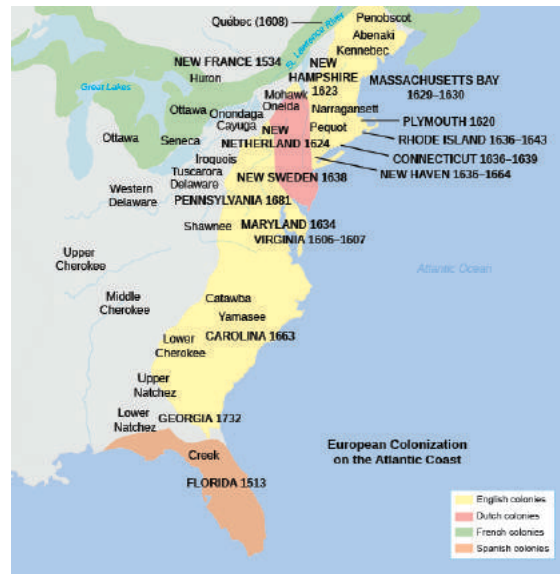 Québec (1608)
Penobscot
Abenaki
Kennebec
St. Lawrence River
NEW FRANCE 1534
Huron
Great Lakes
NEW
HAMPSHIRE
1623
MASSACHUSETTS BAY
1629–1630
Mohawk
Oneida
Ottawa
Onondaga
Cayuga
Narragansett
PLYMOUTH 1620
Pequot
RHODE ISLAND 1636–1643
Ottawa
Seneca
NEW
NETHERLAND 1624
CONNECTICUT 1636–1639
Iroquois
NEW HAVEN 1636–1664
Tuscarora
Delaware
NEW SWEDEN 1638
Western
Delaware
PENNSYLVANIA 1681
Shawnee
MARYLAND 1634
VIRGINIA 1606–1607
Upper
Cherokee
Atlantic Ocean
Middle
Cherokee
Catawba
Yamasee
CAROLINA 1663
Lower
Cherokee
Upper
Natchez
Lower
Natchez
GEORGIA 1732
Creek
FLORIDA 1513
European Colonization
on the Atlantic Coast
English colonies
Dutch colonies
French colonies
Spanish colonies